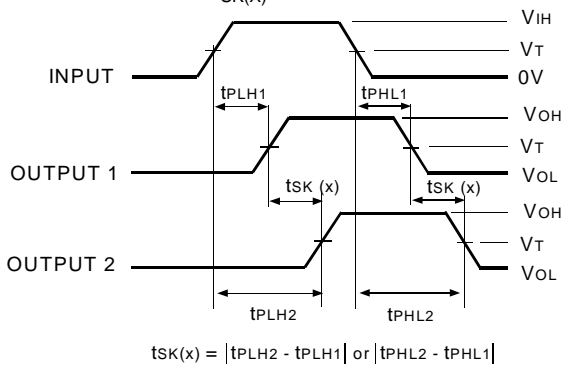 tSK(x)
VIH
VT
INPUT
0V
tPLH1
tPHL1
VOH
VT
OUTPUT 1
VOL
tSK (x)
tSK (x)
VOH
VT
OUTPUT 2
VOL
tPLH2
tPHL2
tSK(x) = |tPLH2 - tPLH1| or |tPHL2 - tPHL1|